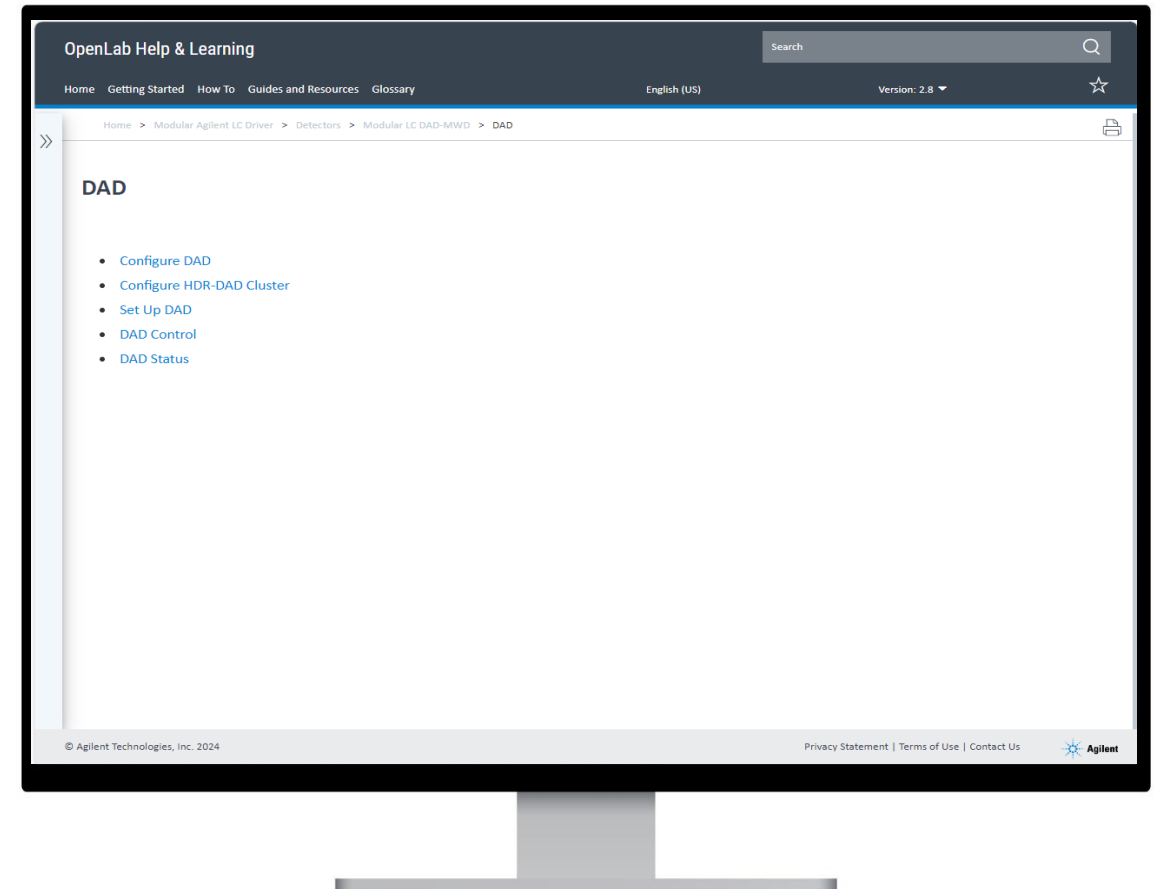 OpenLab Help & Learning
Search
Home Getting Started How To Guides and Resources Glossary English (US) Version: 2.8
Home > Modular Agilent LC Driver > Detectors > Modular LC DAD-MWD > DAD
DAD
• Configure DAD
• Configure HDR-DAD Cluster
• Set Up DAD
• DAD Control
• DAD Status
© Agilent Technologies, Inc. 2024 Privacy Statement | Terms of Use | Contact Us Agilent